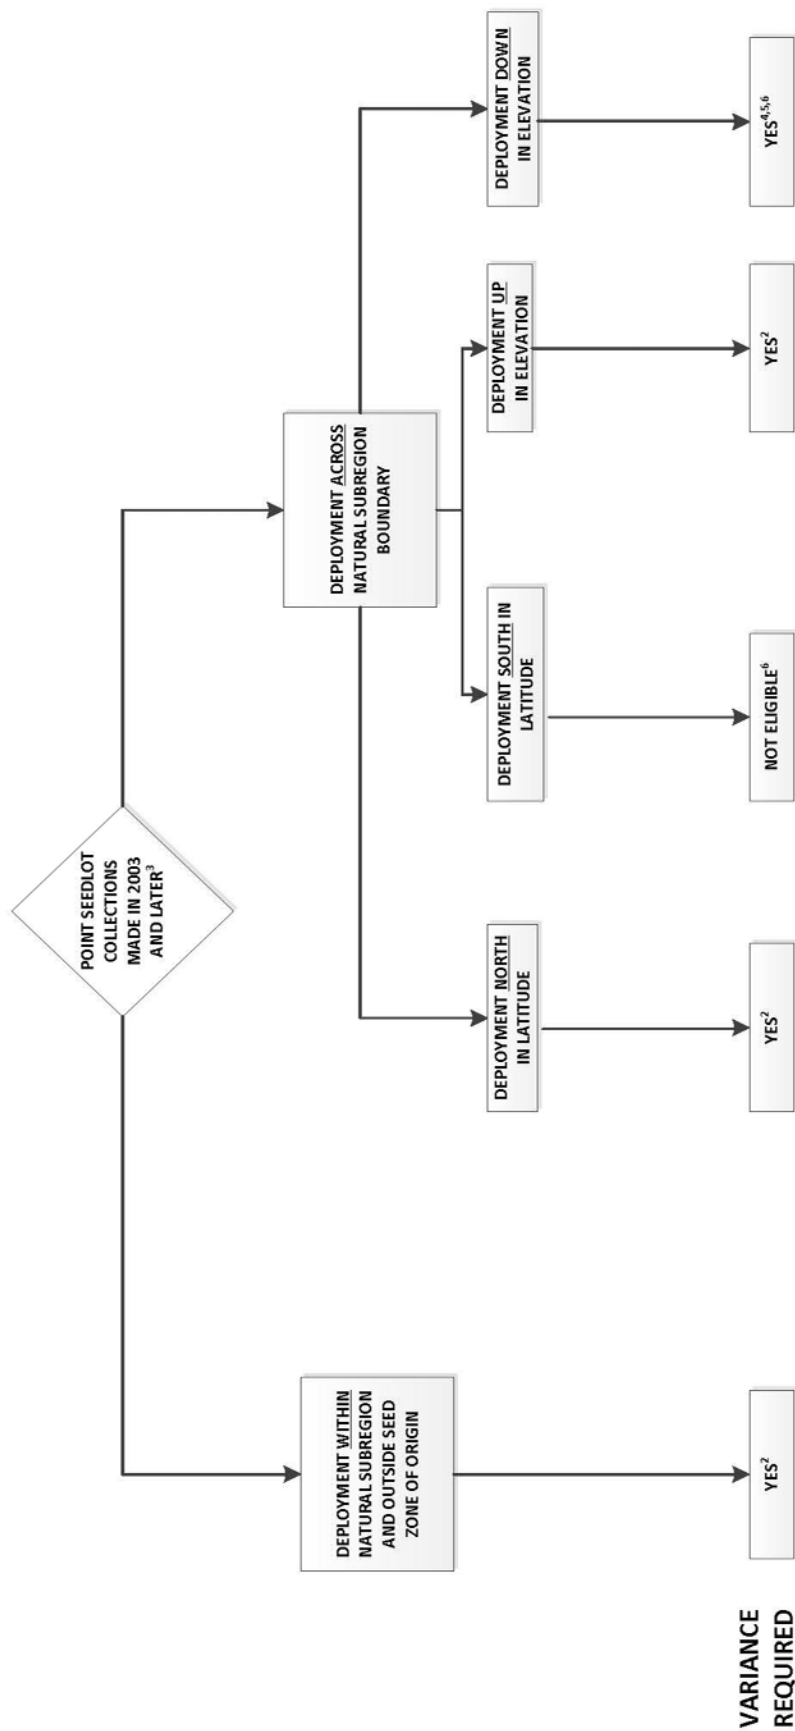 POINT SEEDLOT
COLLECTIONS
MADE IN 2003
AND LATER³
DEPLOYMENT WITHIN
NATURAL SUBREGION
AND OUTSIDE SEED
ZONE OF ORIGIN
DEPLOYMENT ACROSS
NATURAL SUBREGION
BOUNDARY
DEPLOYMENT NORTH
IN LATITUDE
DEPLOYMENT SOUTH IN
LATITUDE
DEPLOYMENT UP
IN ELEVATION
DEPLOYMENT DOWN
IN ELEVATION
VARIANCE
REQUIRED
YES²
YES²
NOT ELIGIBLE⁶
YES²
YES⁴,⁵,⁶